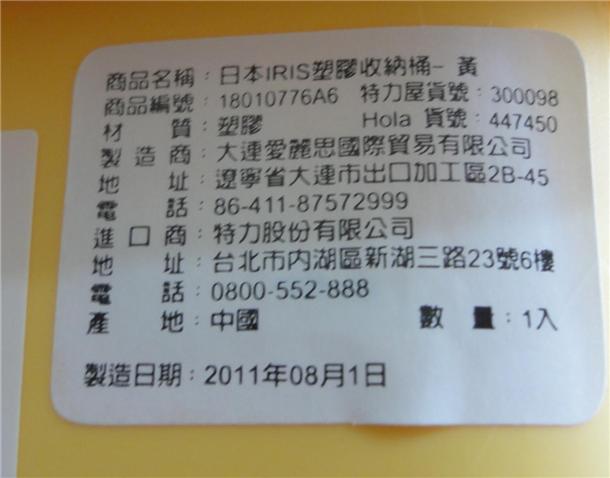 商品名稱：日本IRIS塑膠收納桶- 黃
商品編號：18010776A6 特力屋貨號：300098
材質：塑膠 Hola 貨號：447450
製造商：大連愛麗思國際貿易有限公司
地址：遼寧省大連市出口加工區2B-45
電話：86-411-87572999
進口商：特力股份有限公司
地址：台北市內湖區新湖三路23號6樓
電話：0800-552-888
產地：中國 數量：1入
製造日期：2011年08月1日